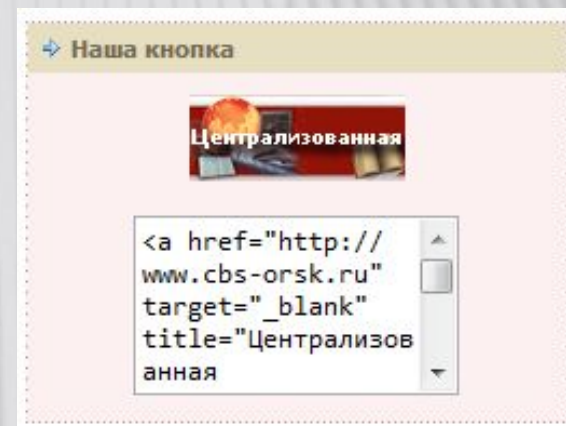 Наша кнопка
Централизованная
<a href="http://
www.cbs-orsk.ru"
target="_blank"
title="Централизов
анная